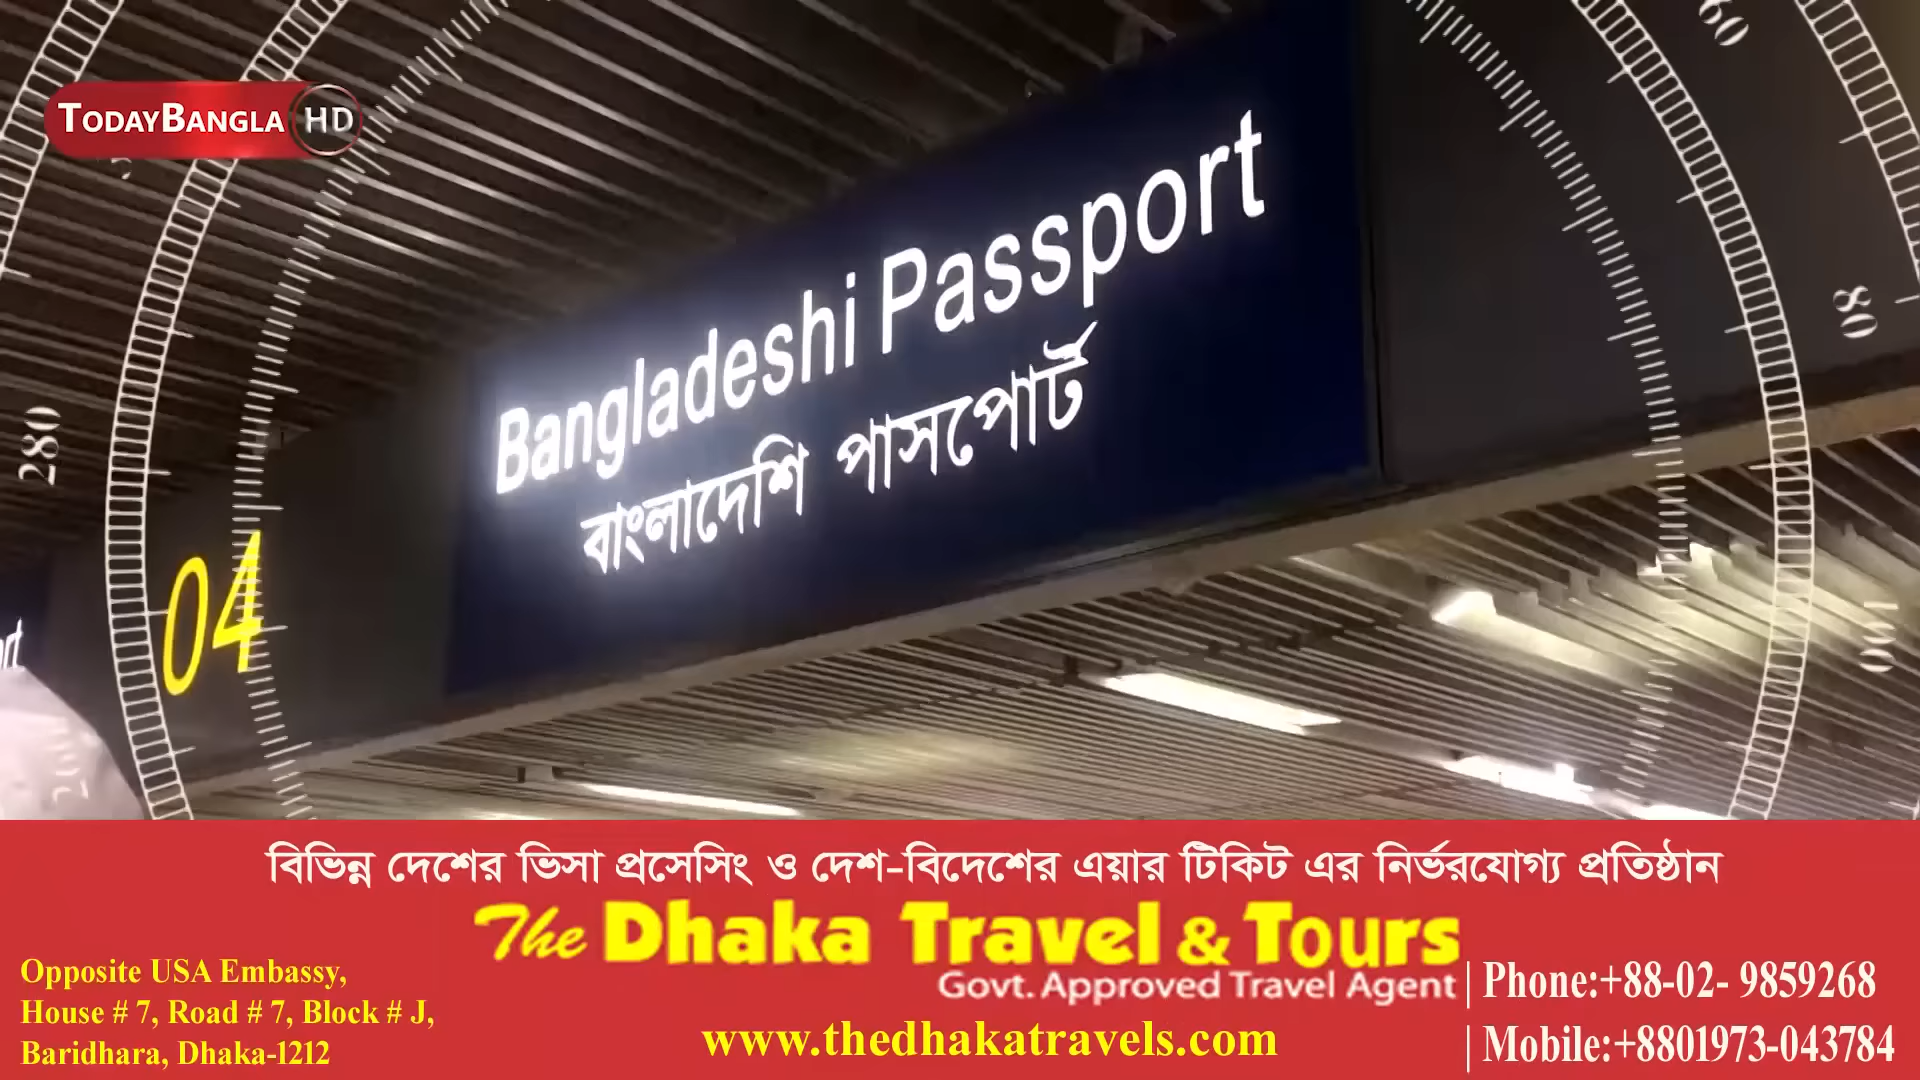 TODAYBANGLA HD
Bangladeshi Passport
বাংলাদেশি পাসপোর্ট
04
60
80
100
280
বিভিন্ন দেশের ভিসা প্রসেসিং ও দেশ-বিদেশের এয়ার টিকিট এর নির্ভরযোগ্য প্রতিষ্ঠান
The Dhaka Travel & Tours
Govt. Approved Travel Agent
Opposite USA Embassy,
House # 7, Road # 7, Block # J,
Baridhara, Dhaka-1212
www.thedhakatravels.com
| Phone:+88-02- 9859268
| Mobile:+8801973-043784